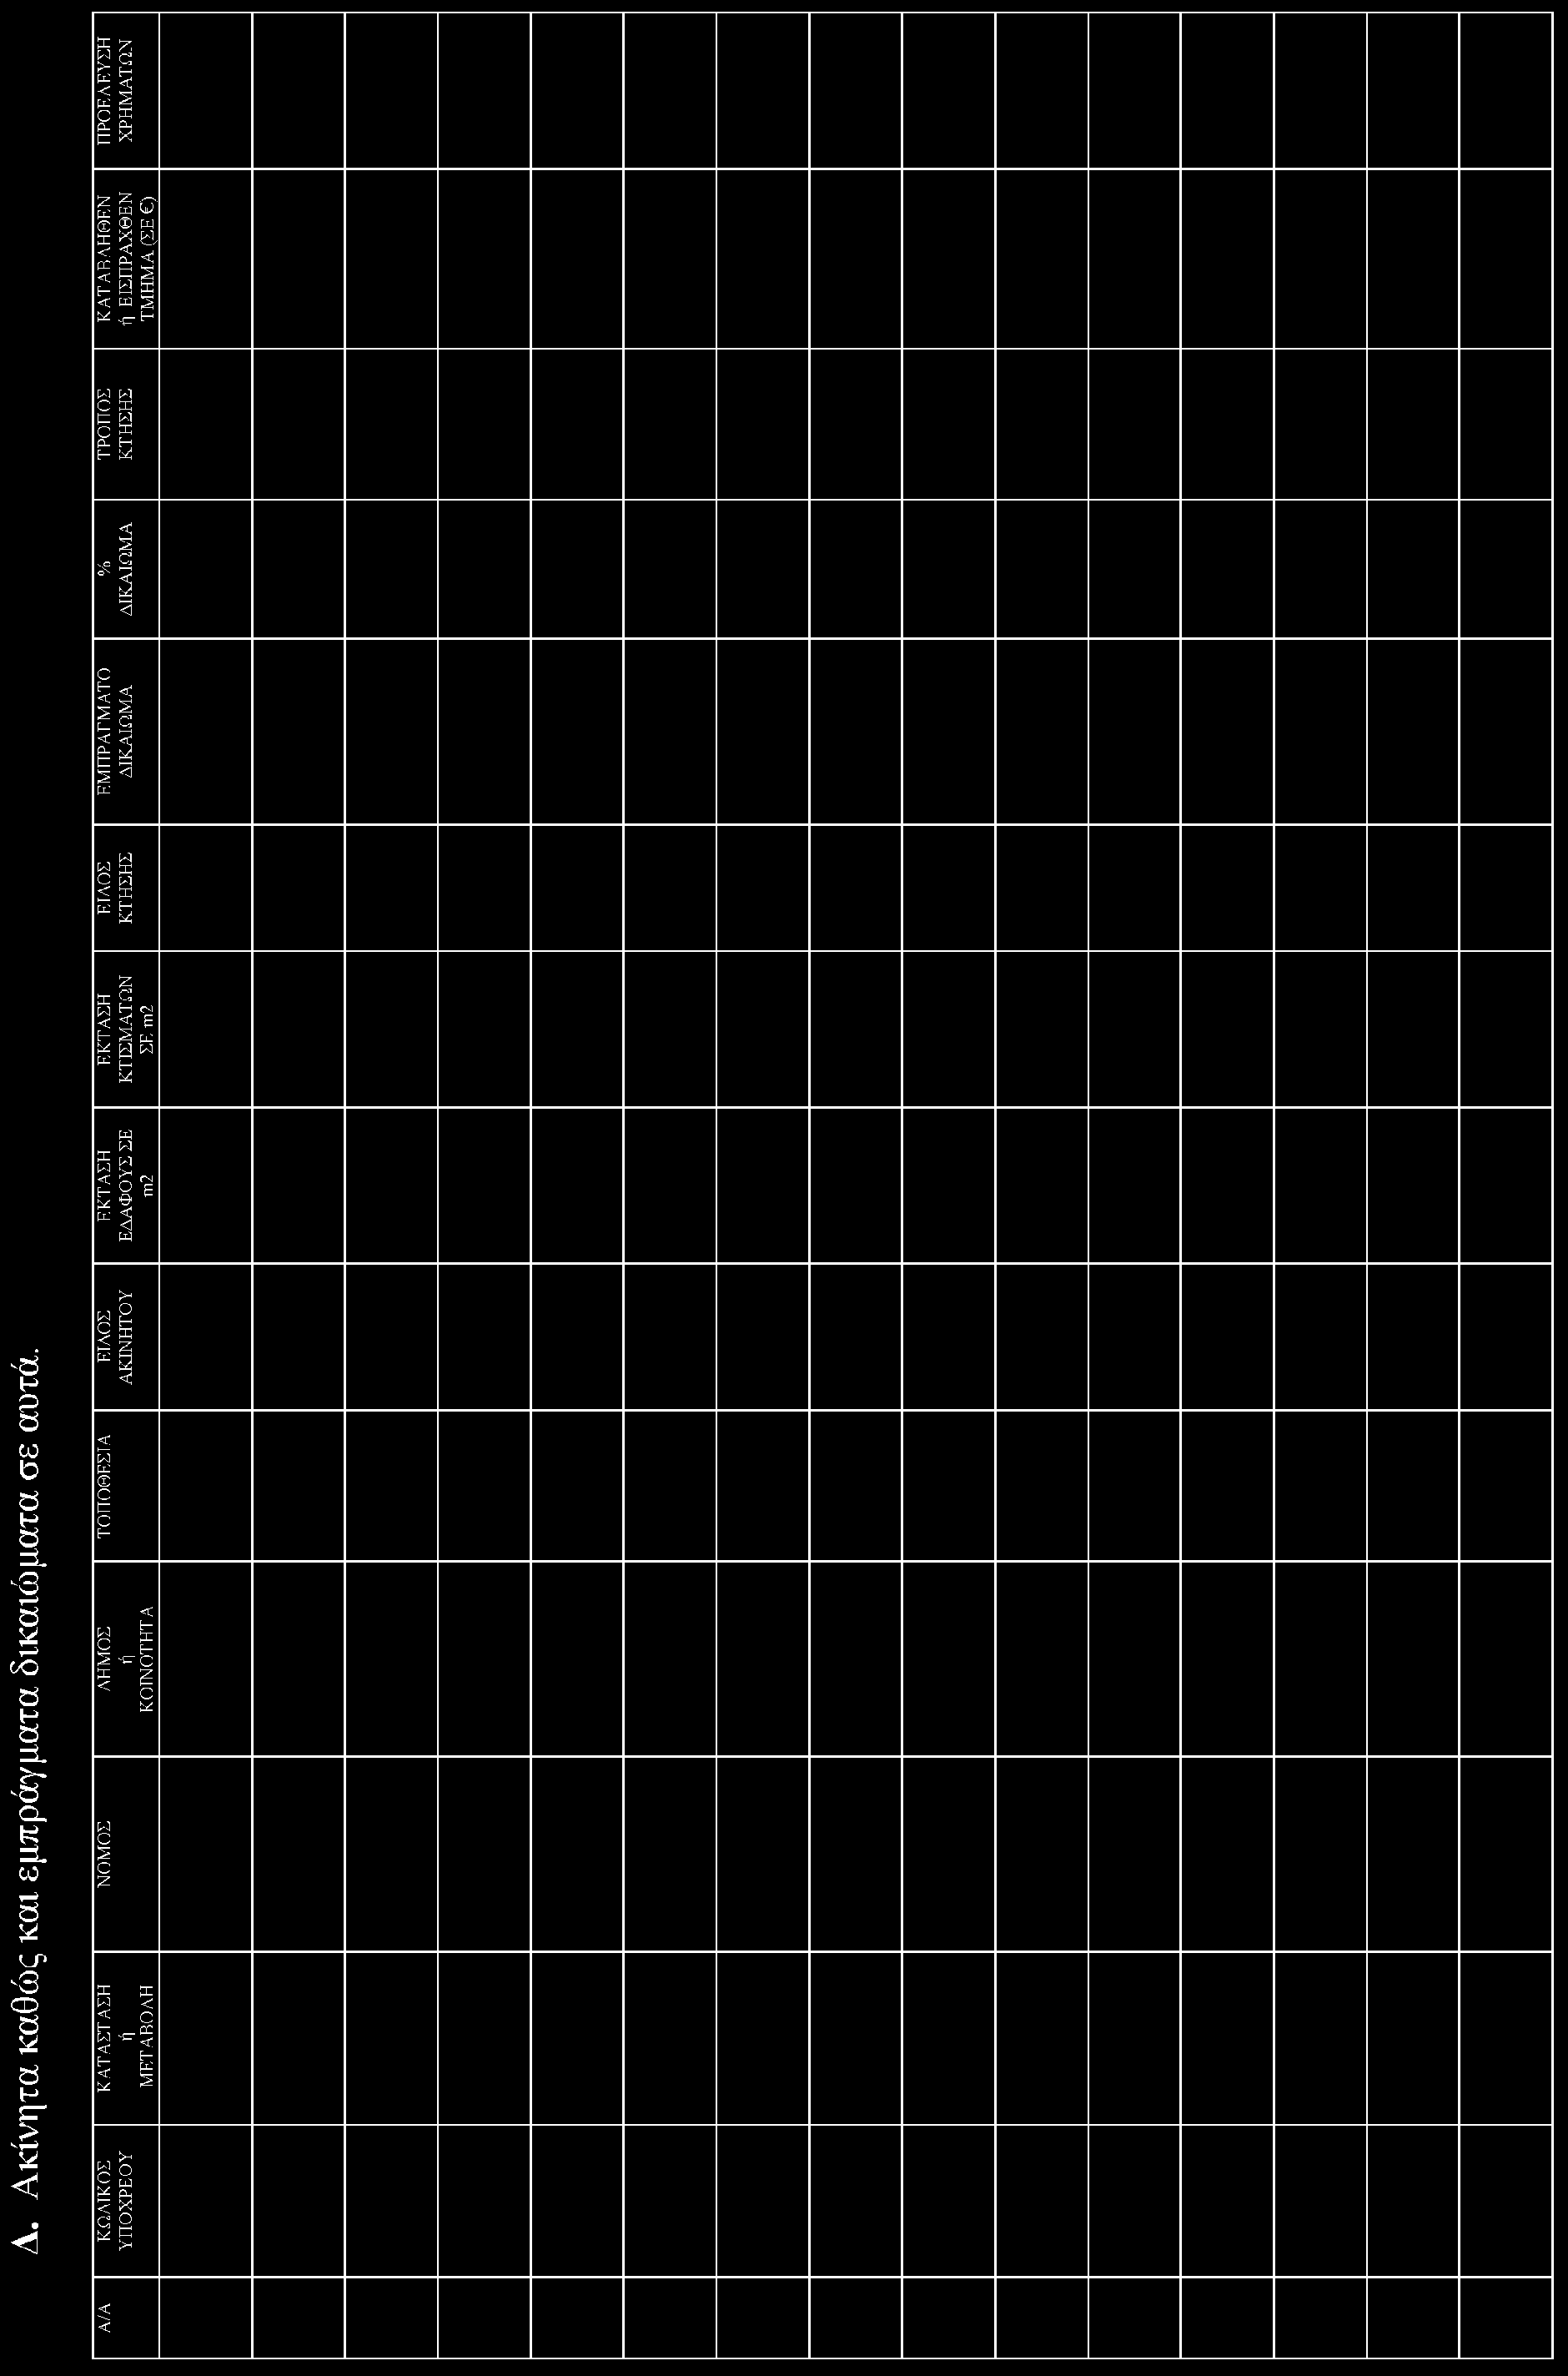 Δ. Ακίνητα καθώς και εμπράγματα δικαιώματα σε αυτά.
Α/Α
ΚΩΔΙΚΟΣ
ΥΠΟΧΡΕΟΥ
ΚΑΤΑΣΤΑΣΗ
ή
ΜΕΤΑΒΟΛΗ
ΝΟΜΟΣ
ΔΗΜΟΣ
ή
ΚΟΙΝΟΤΗΤΑ
ΤΟΠΟΘΕΣΙΑ
ΕΙΔΟΣ
ΑΚΙΝΗΤΟΥ
ΕΚΤΑΣΗ
ΕΔΑΦΟΥΣ ΣΕ
m2
ΕΚΤΑΣΗ
ΚΤΙΣΜΑΤΩΝ
ΣΕ m2
ΕΙΔΟΣ
ΚΤΗΣΗΣ
ΕΜΠΡΑΓΜΑΤΟ
ΔΙΚΑΙΩΜΑ
%
ΔΙΚΑΙΩΜΑ
ΤΡΟΠΟΣ
ΚΤΗΣΗΣ
ΚΑΤΑΒΛΗΘΕΝ
ή ΕΙΣΠΡΑΧΘΕΝ
ΤΜΗΜΑ (ΣΕ €)
ΠΡΟΕΛΕΥΣΗ
ΧΡΗΜΑΤΩΝ